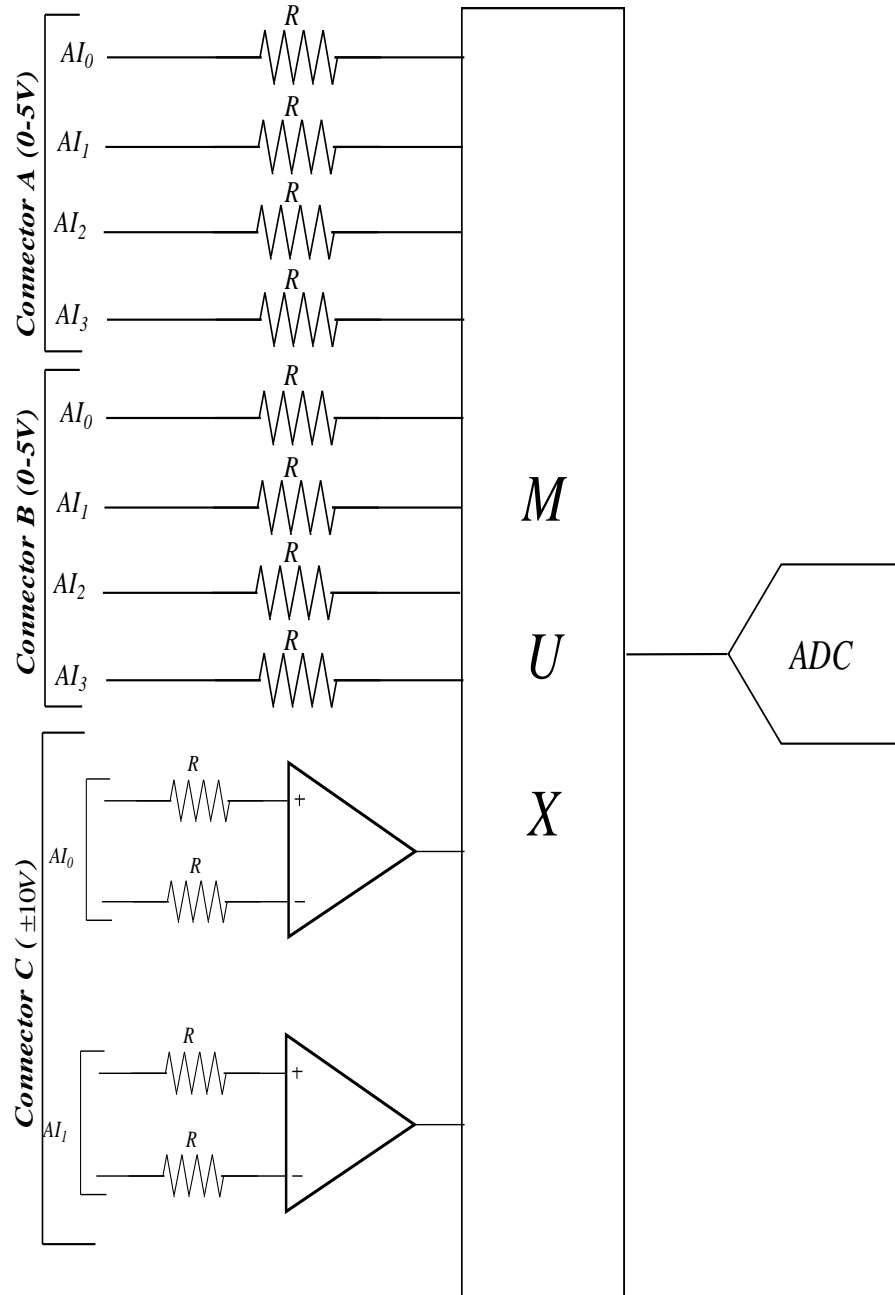 Connector A (0-5V)
R
AI0
R
AI1
R
AI2
R
AI3
Connector B (0-5V)
R
AI0
R
AI1
R
AI2
R
AI3
M
U
X
ADC
Connector C (±10V)
R
+
AI0
R
−
R
+
AI1
R
−